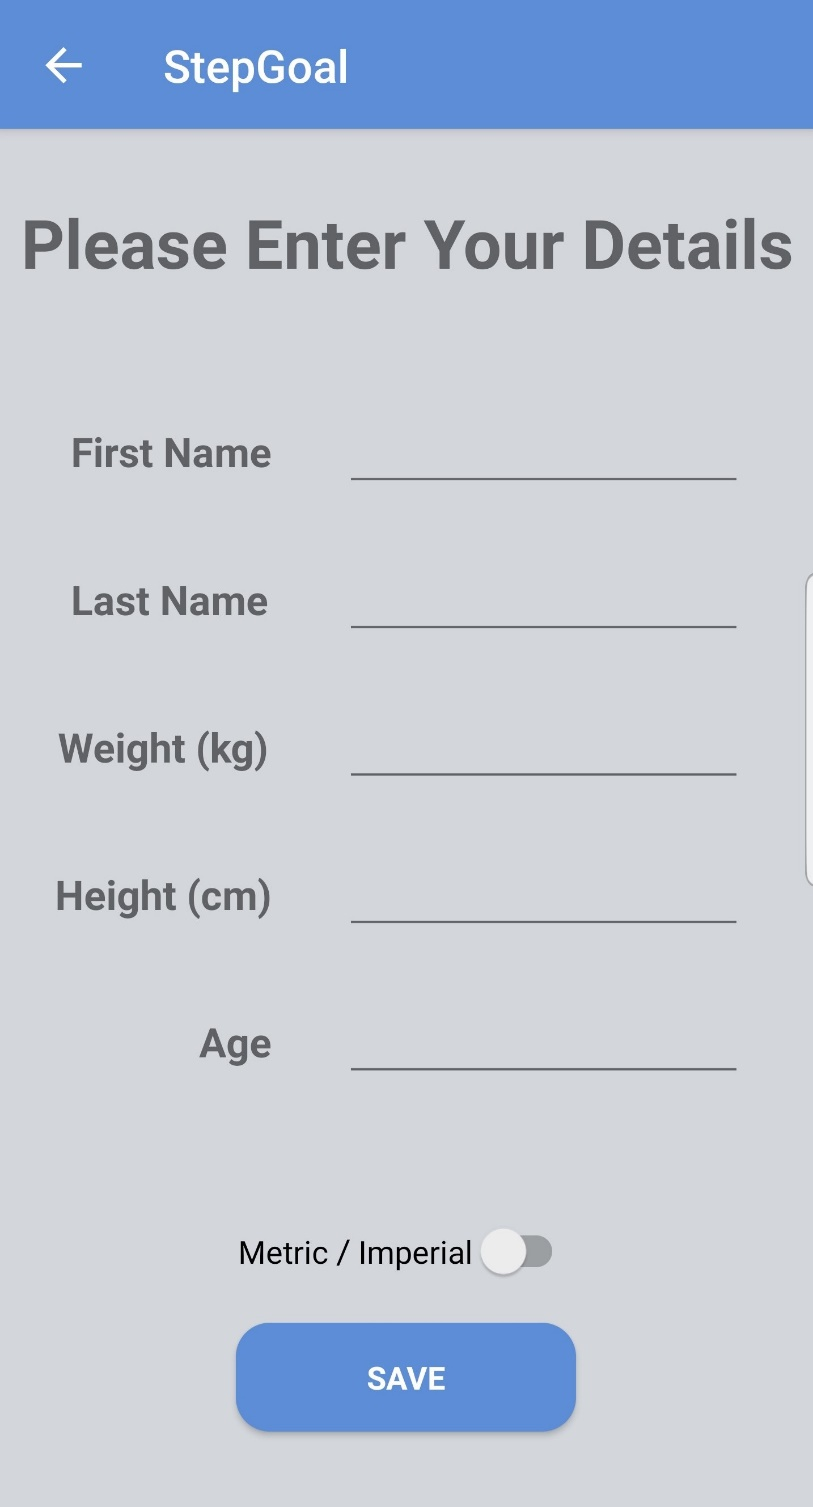 StepGoal
Please Enter Your Details
First Name
Last Name
Weight (kg)
Height (cm)
Age
Metric / Imperial
SAVE